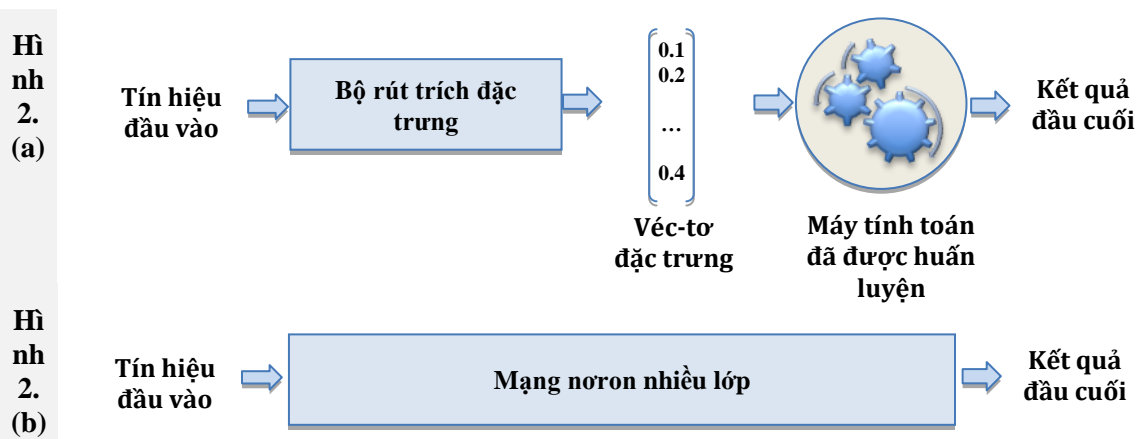 Hì
nh
2.
(a)
Tín hiệu
đầu vào
Bộ rút trích đặc
trưng
0.1
0.2
...
0.4
Véc-tơ
đặc trưng
Máy tính toán
đã được huấn
luyện
Kết quả
đầu cuối
Hì
nh
2.
(b)
Tín hiệu
đầu vào
Mạng nơron nhiều lớp
Kết quả
đầu cuối